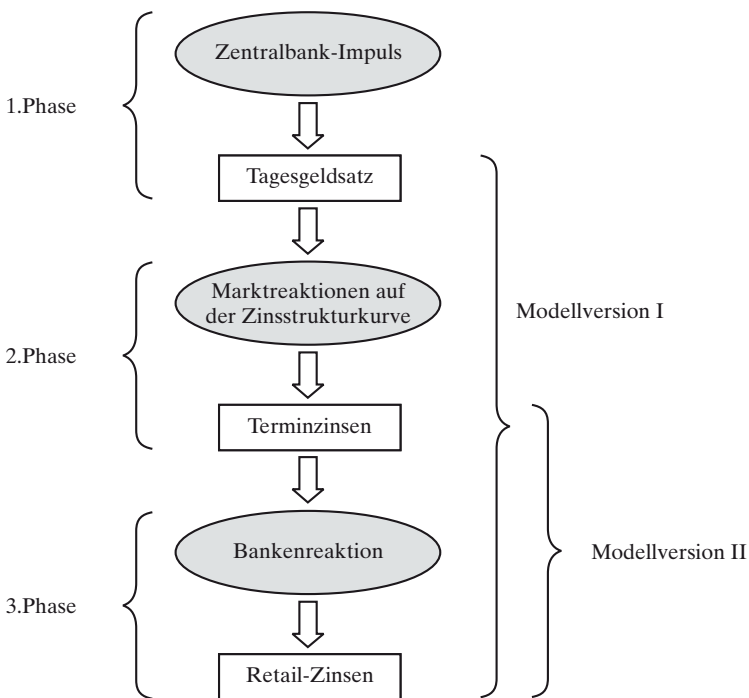 Zentralbank-Impuls
1.Phase
Tagesgeldsatz
Marktreaktionen auf
der Zinsstrukturkurve
Modellversion I
2.Phase
Terminzinsen
Bankenreaktion
Modellversion II
3.Phase
Retail-Zinsen